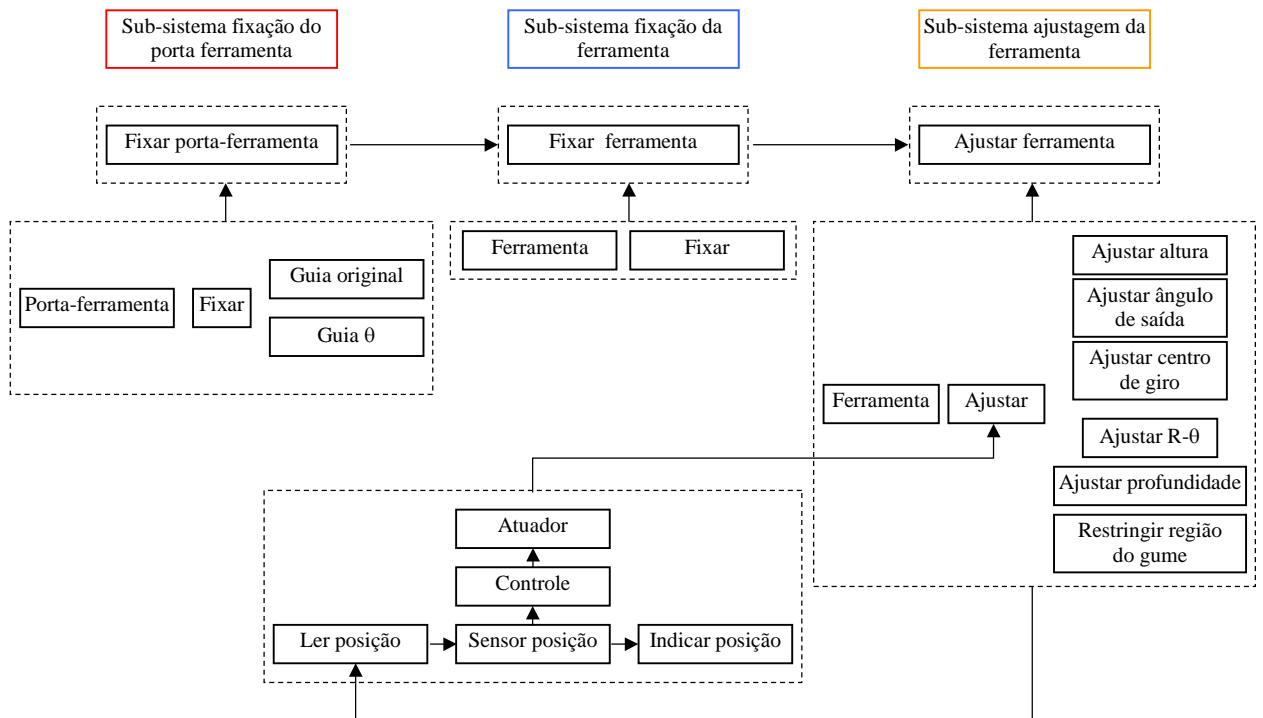 Sub-sistema fixação do
porta ferramenta
Sub-sistema fixação da
ferramenta
Sub-sistema ajustagem da
ferramenta
Fixar porta-ferramenta
Fixar ferramenta
Ajustar ferramenta
Porta-ferramenta
Fixar
Guia original
Guia θ
Ferramenta
Fixar
Ferramenta
Ajustar
Ajustar altura
Ajustar ângulo
de saída
Ajustar centro
de giro
Ajustar R-θ
Ajustar profundidade
Restringir região
do gume
Atuador
Controle
Ler posição
Sensor posição
Indicar posição